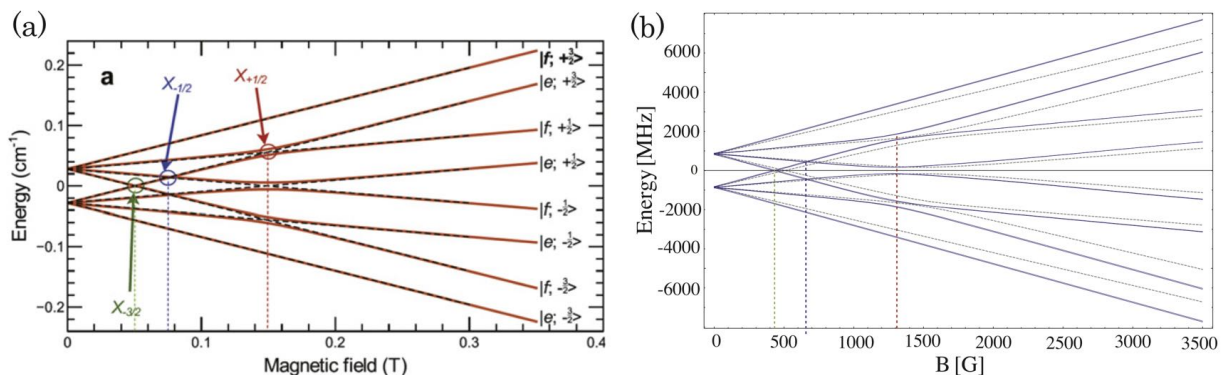 (a)
a
0.2
0.1
0
−0.1
−0.2
Energy (cm⁻¹)
X₋₁/₂
X₊₁/₂
X₋₃/₂
|f; +3/2>
|e; +3/2>
|f; +1/2>
|e; +1/2>
|f; -1/2>
|e; -1/2>
|f; -3/2>
|e; -3/2>
0 0.1 0.2 0.3 0.4
Magnetic field (T)
(b)
6000
4000
2000
0
-2000
-4000
-6000
Energy [MHz]
0 500 1000 1500 2000 2500 3000 3500
B [G]